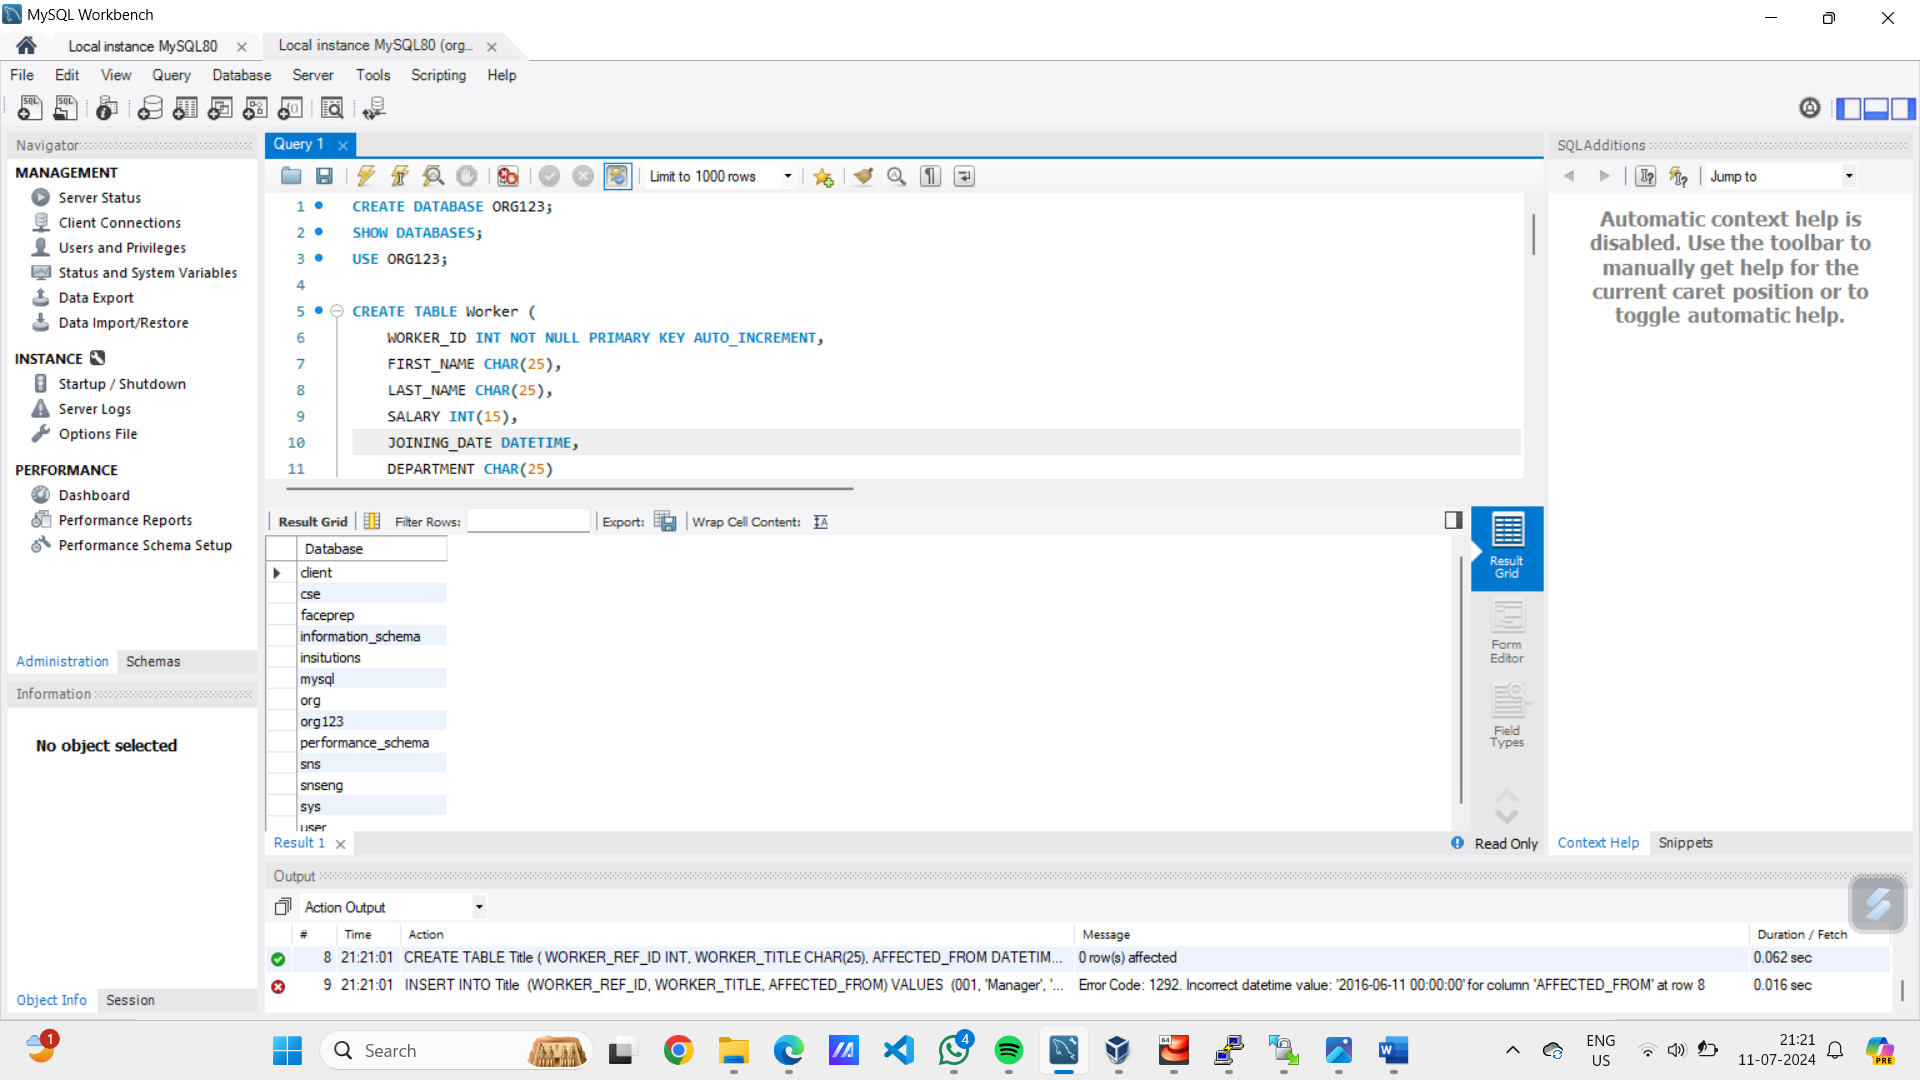 MySQL Workbench
Local instance MySQL80
Local instance MySQL80 (org...
File Edit View Query Database Server Tools Scripting Help
Navigator
MANAGEMENT
Server Status
Client Connections
Users and Privileges
Status and System Variables
Data Export
Data Import/Restore
INSTANCE
Startup / Shutdown
Server Logs
Options File
PERFORMANCE
Dashboard
Performance Reports
Performance Schema Setup
Administration Schemas
Information
No object selected
Object Info Session
Query 1
Limit to 1000 rows
1 CREATE DATABASE ORG123;
2 SHOW DATABASES;
3 USE ORG123;
4
5 CREATE TABLE Worker (
6 WORKER_ID INT NOT NULL PRIMARY KEY AUTO_INCREMENT,
7 FIRST_NAME CHAR(25),
8 LAST_NAME CHAR(25),
9 SALARY INT(15),
10 JOINING_DATE DATETIME,
11 DEPARTMENT CHAR(25)
Result Grid Filter Rows: Export: Wrap Cell Content:
Database
client
cse
faceprep
information_schema
insitutions
mysql
org
org123
performance_schema
sns
snseng
sys
user
Result Grid
Form Editor
Field Types
Result 1
Read Only
SQLAdditions
Jump to
Automatic context help is
disabled. Use the toolbar to
manually get help for the
current caret position or to
toggle automatic help.
Context Help Snippets
Output
Action Output
# Time Action Message Duration / Fetch
8 21:21:01 CREATE TABLE Title ( WORKER_REF_ID INT, WORKER_TITLE CHAR(25), AFFECTED_FROM DATETIM... 0 row(s) affected 0.062 sec
9 21:21:01 INSERT INTO Title (WORKER_REF_ID, WORKER_TITLE, AFFECTED_FROM) VALUES (001, 'Manager', '... Error Code: 1292. Incorrect datetime value: '2016-06-11 00:00:00' for column 'AFFECTED_FROM' at row 8 0.016 sec
1
Search
4
64
ENG
US
21:21
11-07-2024
PRE